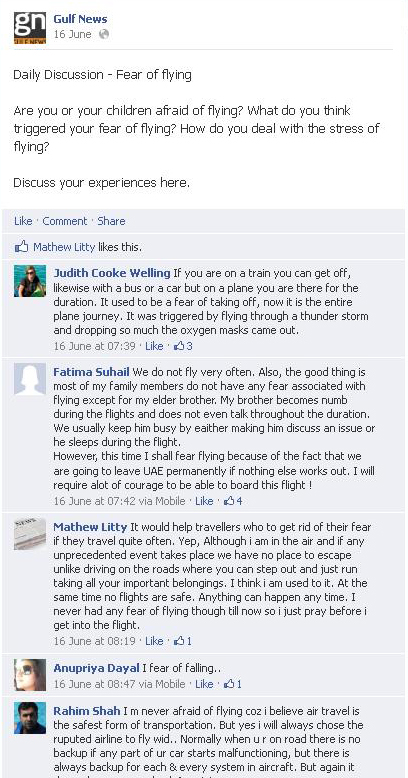 gn
GULF NEWS
Gulf News
16 June
Daily Discussion - Fear of flying
Are you or your children afraid of flying? What do you think
triggered your fear of flying? How do you deal with the stress of
flying?
Discuss your experiences here.
Like · Comment · Share
Mathew Litty likes this.
Judith Cooke Welling If you are on a train you can get off,
likewise with a bus or a car but on a plane you are there for the
duration. It used to be a fear of taking off, now it is the entire
plane journey. It was triggered by flying through a thunder storm
and dropping so much the oxygen masks came out.
16 June at 07:39 · Like · 3
Fatima Suhail We do not fly very often. Also, the good thing is
most of my family members do not have any fear associated with
flying except for my elder brother. My brother becomes numb
during the flights and does not even talk throughout the duration.
We usually keep him busy by eaither making him discuss an issue or
he sleeps during the flight.
However, this time I shall fear flying because of the fact that we
are going to leave UAE permanently if nothing else works out. I will
require alot of courage to be able to board this flight !
16 June at 07:42 via Mobile · Like · 4
Mathew Litty It would help travellers who to get rid of their fear
if they travel quite often. Yep, Although i am in the air and if any
unprecedented event takes place we have no place to escape
unlike driving on the roads where you can step out and just run
taking all your important belongings. I think i am used to it. At the
same time no flights are safe. Anything can happen any time. I
never had any fear of flying though till now so i just pray before i
get into the flight.
16 June at 08:19 · Like · 1
Anupriya Dayal I fear of falling..
16 June at 08:47 via Mobile · Like · 1
Rahim Shah I m never afraid of flying coz i believe air travel is
the safest form of transportation. But yes i will always chose the
ruputed airline to fly wid.. Normally when u r on road there is no
backup if any part of ur car starts malfunctioning, but there is
always backup for each & every system in aircraft. But again it